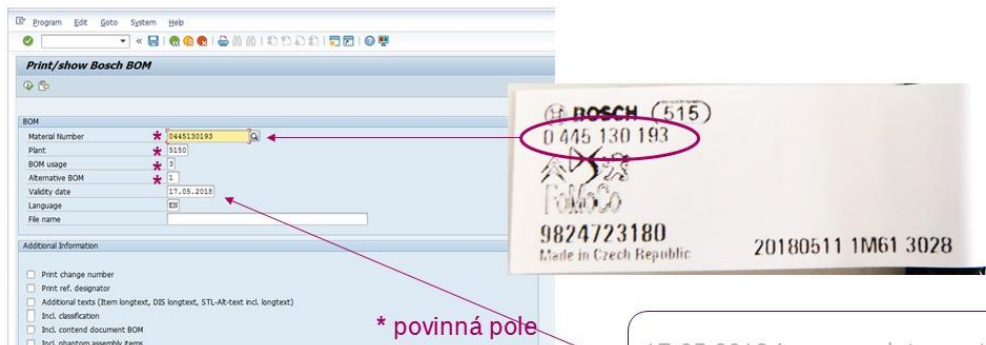 Program Edit Goto System Help
Print/show Bosch BOM
BOM
Material Number * 0445130193
Plant * 5150
BOM usage * 3
Alternative BOM * 1
Validity date 17.05.2018
Language EN
File name
Additional Information
Print change number
Print ref. designator
Additional texts (Item longtext, DIS longtext, STL-Alt-text incl. longtext)
Incl. classification
Incl. contend document BOM
Incl. phantom assembly items
* povinná pole
BOSCH (515)
0 445 130 193
FoMoCo
9824723180
Made in Czech Republic
20180511 1M61 3028